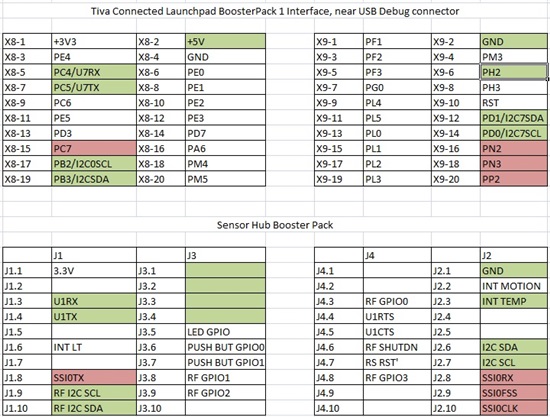 Tiva Connected Launchpad BoosterPack 1 Interface, near USB Debug connector
X8-1 +3V3 X8-2 +5V X9-1 PF1 X9-2 GND
X8-3 PE4 X8-4 GND X9-3 PF2 X9-4 PM3
X8-5 PC4/U7RX X8-6 PE0 X9-5 PF3 X9-6 PH2
X8-7 PC5/U7TX X8-8 PE1 X9-7 PG0 X9-8 PH3
X8-9 PC6 X8-10 PE2 X9-9 PL4 X9-10 RST
X8-11 PE5 X8-12 PE3 X9-11 PL5 X9-12 PD1/I2C7SDA
X8-13 PD3 X8-14 PD7 X9-13 PL0 X9-14 PD0/I2C7SCL
X8-15 PC7 X8-16 PA6 X9-15 PL1 X9-16 PN2
X8-17 PB2/I2C0SCL X8-18 PM4 X9-17 PL2 X9-18 PN3
X8-19 PB3/I2CSDA X8-20 PM5 X9-19 PL3 X9-20 PP2
Sensor Hub Booster Pack
J1 J3 J4 J2
J1.1 3.3V J3.1 J4.1 J2.1 GND
J1.2 J3.2 J4.2 J2.2 INT MOTION
J1.3 U1RX J3.3 J4.3 RF GPIO0 J2.3 INT TEMP
J1.4 U1TX J3.4 J4.4 U1RTS
J1.5 J3.5 LED GPIO J4.5 U1CTS
J1.6 INT LT J3.6 PUSH BUT GPIO0 J4.6 RF SHUTDN J2.6 I2C SDA
J1.7 J3.7 PUSH BUT GPIO1 J4.7 RS RST' J2.7 I2C SCL
J1.8 SSI0TX J3.8 RF GPIO1 J4.8 RF GPIO3 J2.8 SSI0RX
J1.9 RF I2C SCL J3.9 RF GPIO2 J4.9 J2.9 SSI0FSS
J1.10 RF I2C SDA J3.10 J4.10 J2.10 SSI0CLK